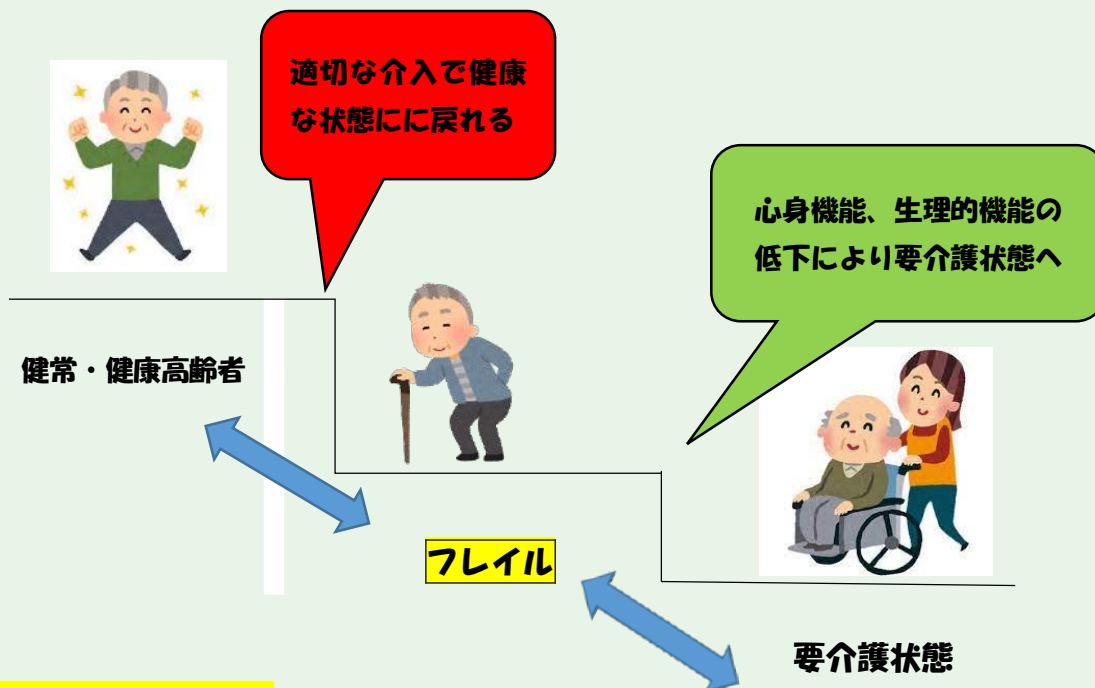 適切な介入で健康
な状態にに戻れる
心身機能、生理的機能の
低下により要介護状態へ
健常・健康高齢者
フレイル
要介護状態